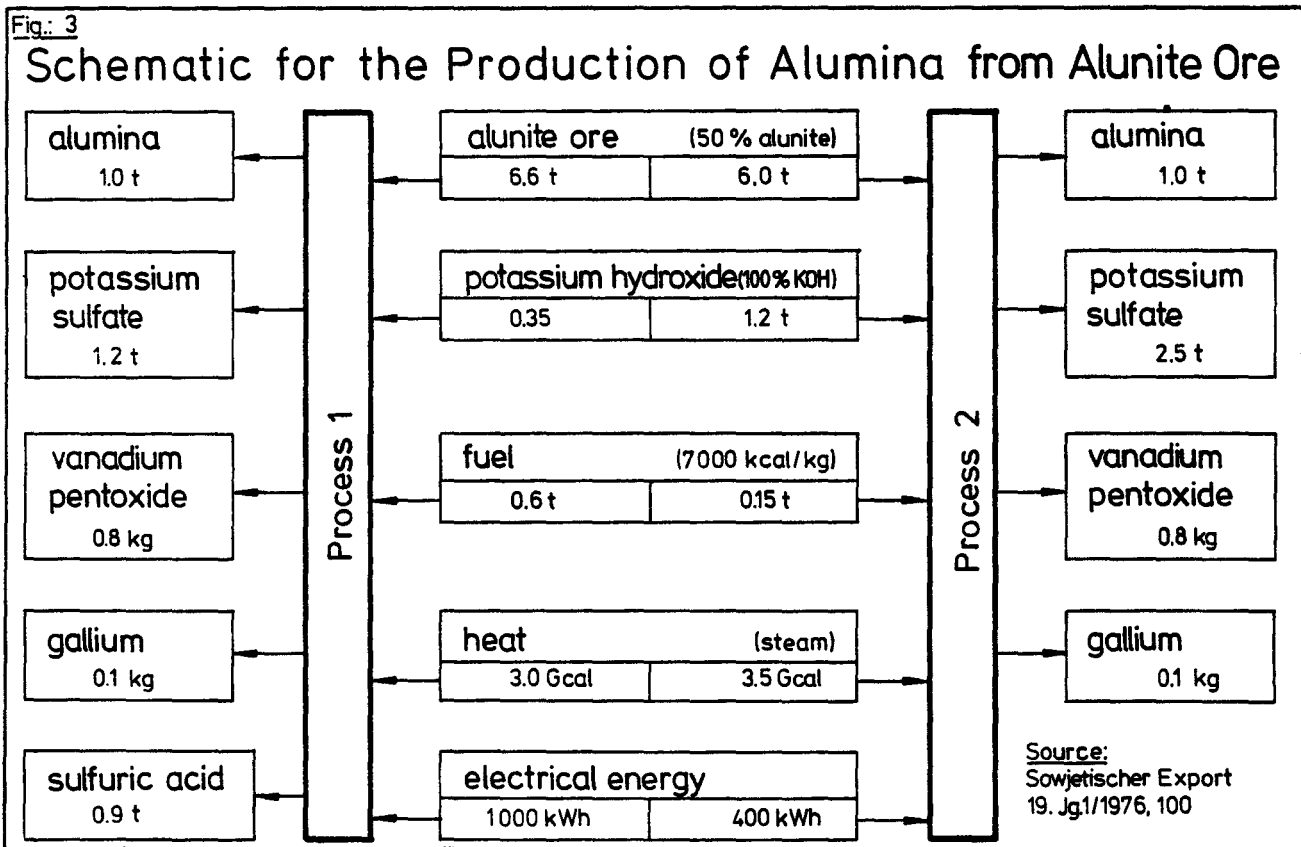 Fig.: 3
Schematic for the Production of Alumina from Alunite Ore
alumina
1.0 t
potassium
sulfate
1.2 t
vanadium
pentoxide
0.8 kg
gallium
0.1 kg
sulfuric acid
0.9 t
Process 1
alunite ore (50 % alunite)
6.6 t 6.0 t
potassium hydroxide(100% KOH)
0.35 1.2 t
fuel (7000 kcal/kg)
0.6 t 0.15 t
heat (steam)
3.0 Gcal 3.5 Gcal
electrical energy
1000 kWh 400 kWh
Process 2
alumina
1.0 t
potassium
sulfate
2.5 t
vanadium
pentoxide
0.8 kg
gallium
0.1 kg
Source:
Sowjetischer Export
19. Jg.1/1976, 100